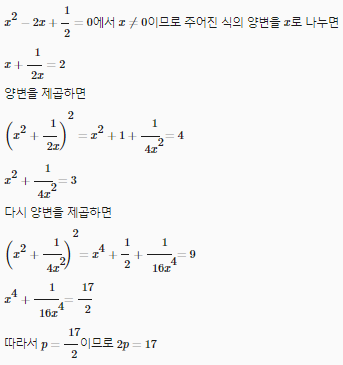 x² − 2x + 1/2 = 0에서 x ≠ 0이므로 주어진 식의 양변을 x로 나누면
x + 1/(2x) = 2
양변을 제곱하면
(x² + 1/(2x))² = x² + 1 + 1/(4x²) = 4
x² + 1/(4x²) = 3
다시 양변을 제곱하면
(x² + 1/(4x²))² = x⁴ + 1/2 + 1/(16x⁴) = 9
x⁴ + 1/(16x⁴) = 17/2
따라서 p = 17/2이므로 2p = 17